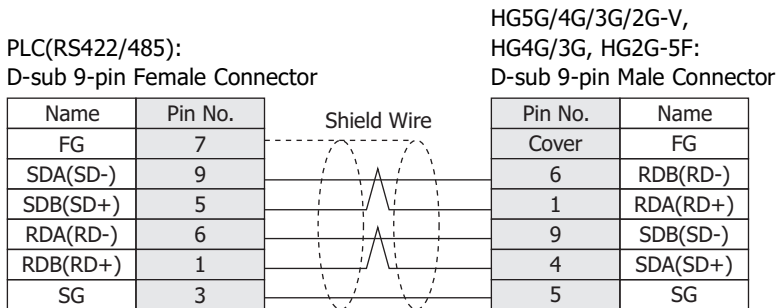 HG5G/4G/3G/2G-V,
PLC(RS422/485): HG4G/3G, HG2G-5F:
D-sub 9-pin Female Connector D-sub 9-pin Male Connector
Name Pin No. Shield Wire Pin No. Name
FG 7 Cover FG
SDA(SD-) 9 6 RDB(RD-)
SDB(SD+) 5 1 RDA(RD+)
RDA(RD-) 6 9 SDB(SD-)
RDB(RD+) 1 4 SDA(SD+)
SG 3 5 SG